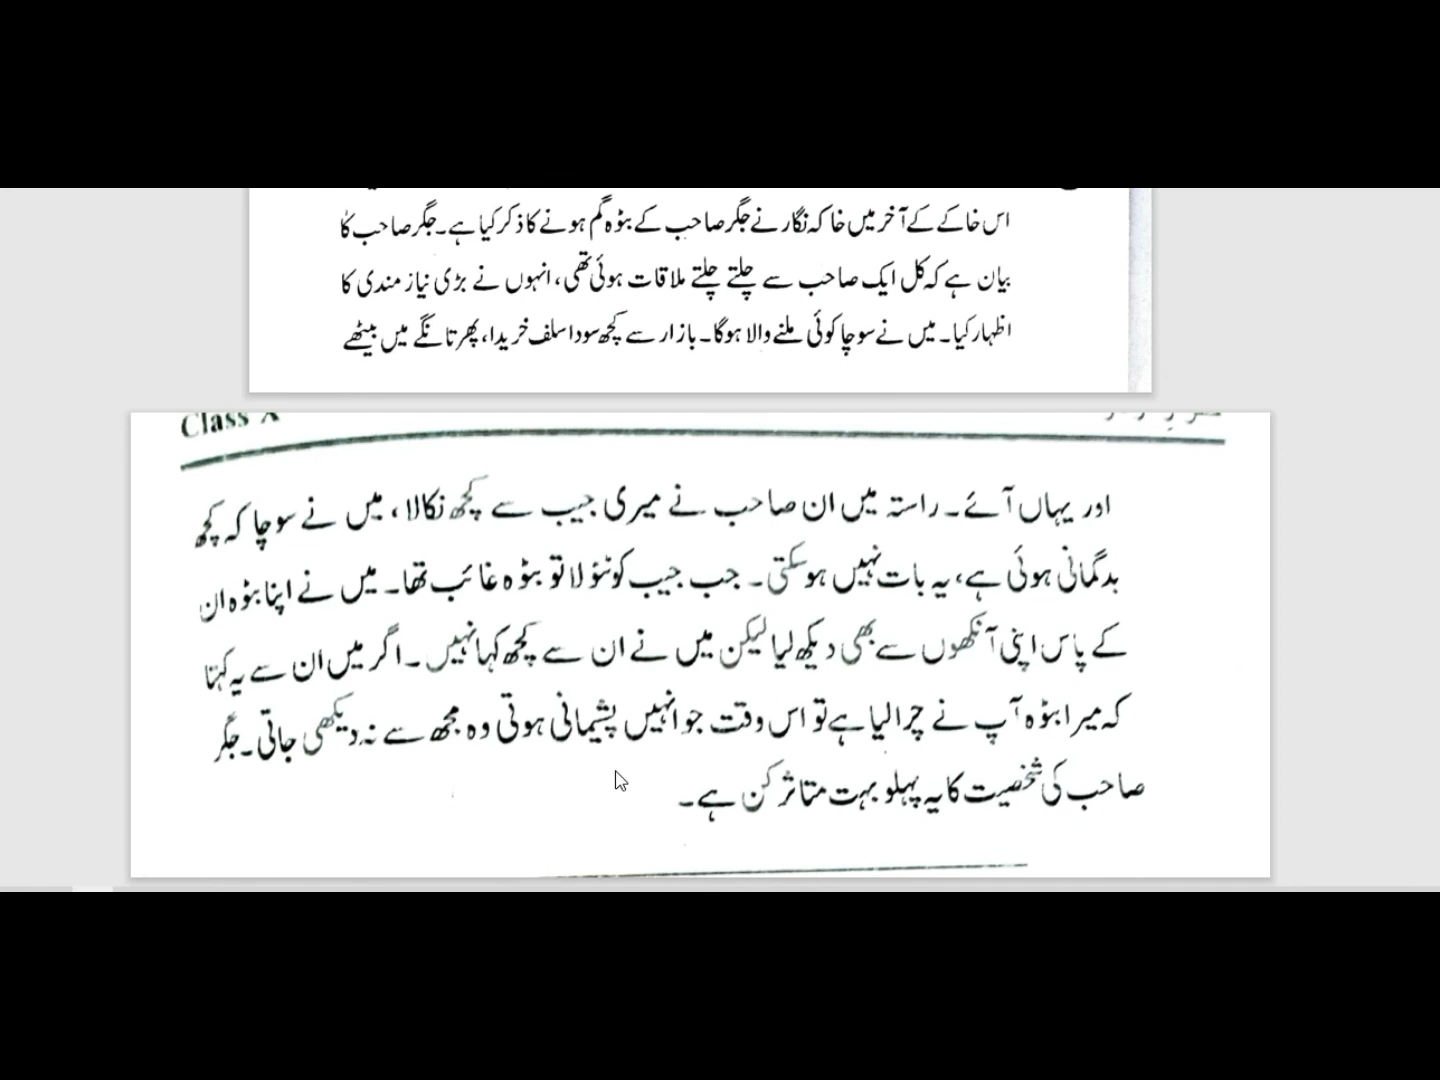 اس خاکے کے آخر میں خاکہ نگار نے جگر صاحب کے بٹوہ گم ہونے کا ذکر کیا ہے۔ جگر صاحب کا
بیان ہے کہ کل ایک صاحب سے چلتے چلتے ملاقات ہوئی تھی، انہوں نے بڑی نیاز مندی کا
اظہار کیا۔ میں نے سوچا کوئی ملنے والا ہوگا۔ بازار سے کچھ سودا سلف خریدا، پھر تانگے میں بیٹھے
Class X
اور یہاں آئے۔ راستہ میں ان صاحب نے میری جیب سے کچھ نکالا، میں نے سوچا کہ کچھ
بدگمانی ہوئی ہے، یہ بات نہیں ہوسکتی۔ جب جیب کو ٹٹولا تو بٹوہ غائب تھا۔ میں نے اپنا بٹوہ ان
کے پاس اپنی آنکھوں سے بھی دیکھ لیا لیکن میں نے ان سے کچھ کہا نہیں۔ اگر میں ان سے یہ کہتا
کہ میرا بٹوہ آپ نے چرا لیا ہے تو اس وقت جو انہیں پشیمانی ہوتی وہ مجھ سے نہ دیکھی جاتی۔ جگر
صاحب کی شخصیت کا یہ پہلو بہت متاثر کن ہے۔